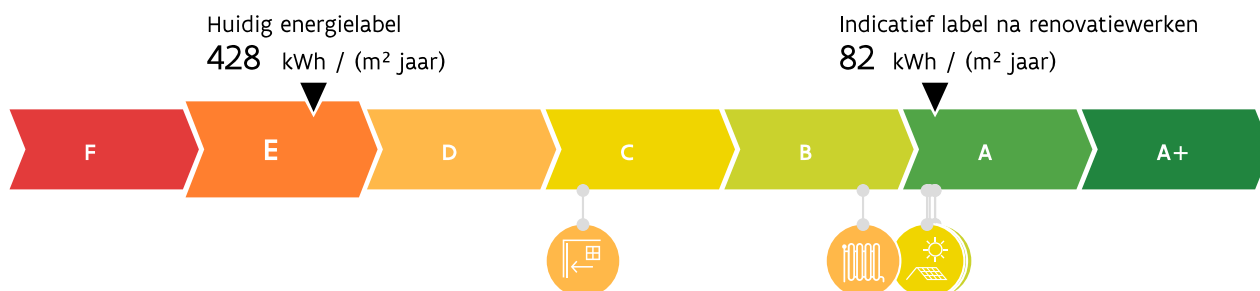 Huidig energielabel
428 kWh / (m² jaar)
Indicatief label na renovatiewerken
82 kWh / (m² jaar)
F E D C B A A+